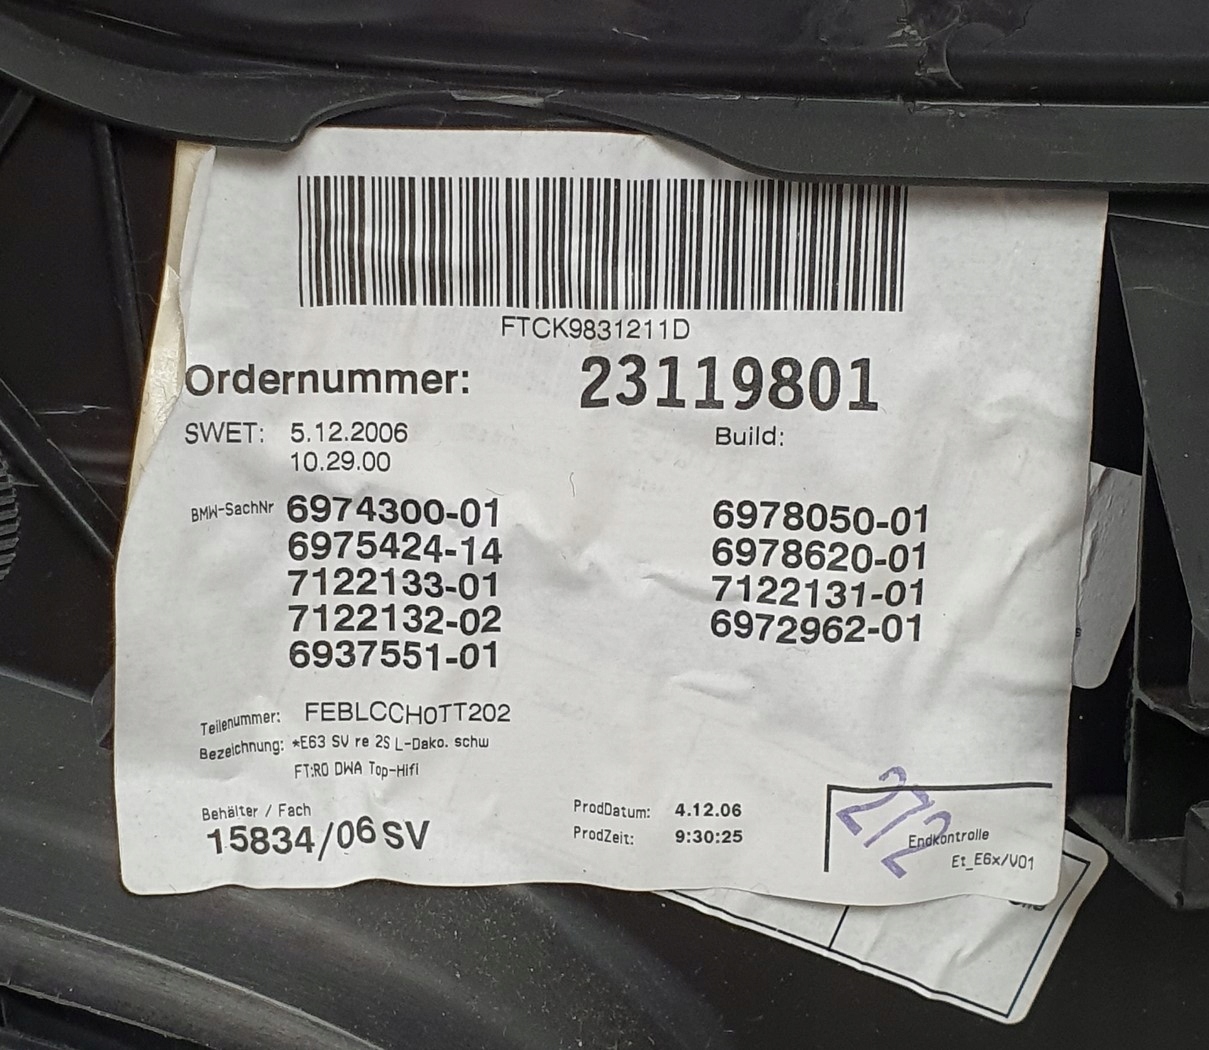 FTCK9831211D
Ordernummer: 23119801
SWET: 5.12.2006 Build:
10.29.00
BMW-SachNr 6974300-01 6978050-01
6975424-14 6978620-01
7122133-01 7122131-01
7122132-02 6972962-01
6937551-01
Teilenummer: FEBLCCH0TT202
Bezeichnung: *E63 SV re 2S L-Dako. schw
FT:RO DWA Top-Hifi
Behälter / Fach ProdDatum: 4.12.06
15834/06 SV ProdZeit: 9:30:25
212
Endkontrolle
Et_E6x/V01